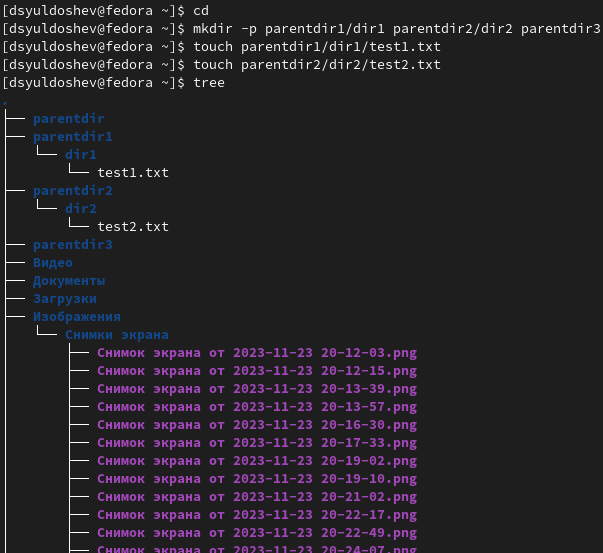 [dsyuldoshev@fedora ~]$ cd
[dsyuldoshev@fedora ~]$ mkdir -p parentdir1/dir1 parentdir2/dir2 parentdir3
[dsyuldoshev@fedora ~]$ touch parentdir1/dir1/test1.txt
[dsyuldoshev@fedora ~]$ touch parentdir2/dir2/test2.txt
[dsyuldoshev@fedora ~]$ tree
.
├── parentdir
├── parentdir1
│   └── dir1
│       └── test1.txt
├── parentdir2
│   └── dir2
│       └── test2.txt
├── parentdir3
├── Видео
├── Документы
├── Загрузки
├── Изображения
│   └── Снимки экрана
│       ├── Снимок экрана от 2023-11-23 20-12-03.png
│       ├── Снимок экрана от 2023-11-23 20-12-15.png
│       ├── Снимок экрана от 2023-11-23 20-13-39.png
│       ├── Снимок экрана от 2023-11-23 20-13-57.png
│       ├── Снимок экрана от 2023-11-23 20-16-30.png
│       ├── Снимок экрана от 2023-11-23 20-17-33.png
│       ├── Снимок экрана от 2023-11-23 20-19-02.png
│       ├── Снимок экрана от 2023-11-23 20-19-10.png
│       ├── Снимок экрана от 2023-11-23 20-21-02.png
│       ├── Снимок экрана от 2023-11-23 20-22-17.png
│       ├── Снимок экрана от 2023-11-23 20-22-49.png
│       ├── Снимок экрана от 2023-11-23 20-24-07.png